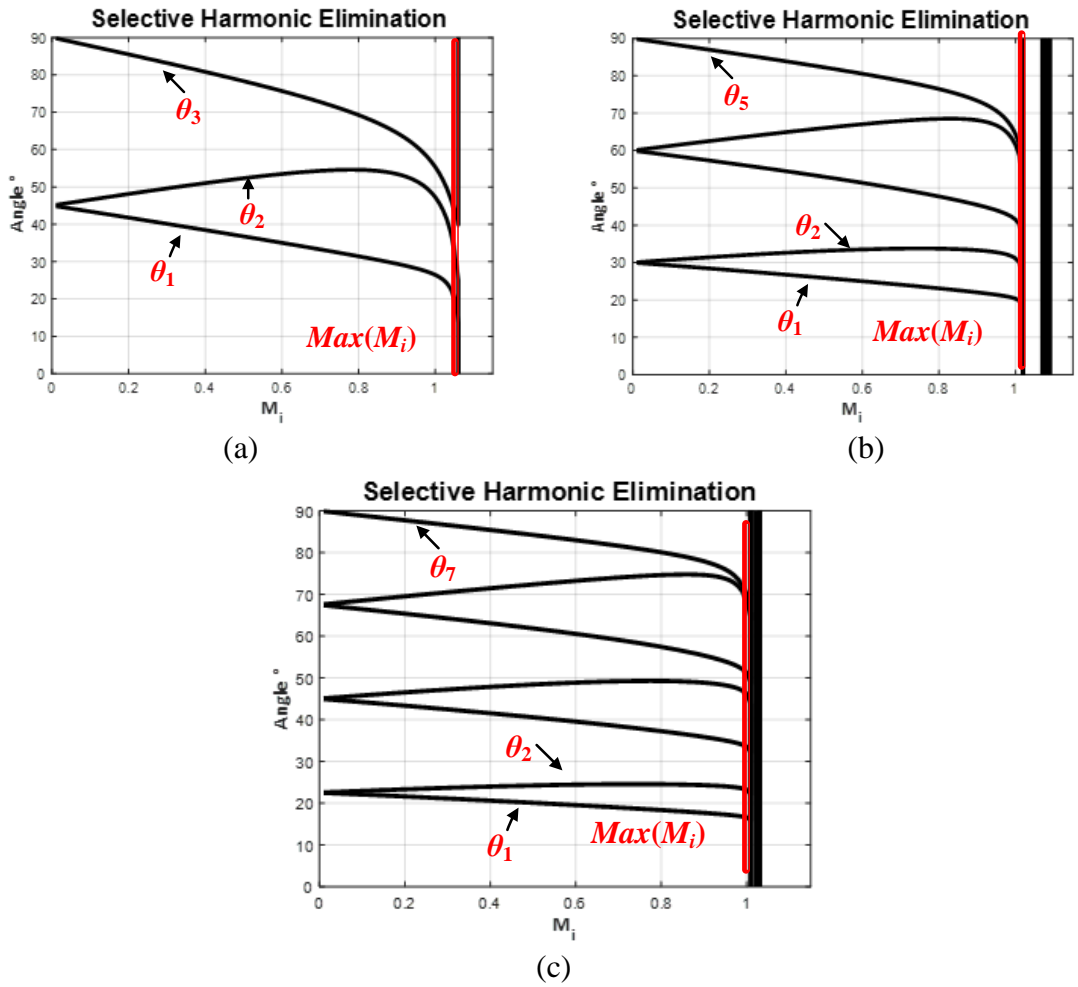 Selective Harmonic Elimination
90
80
70
60
50
40
30
20
10
0
Angle °
θ3
θ2
θ1
Max(Mi)
0 0.2 0.4 0.6 0.8 1
Mi
(a)
Selective Harmonic Elimination
90
80
70
60
50
40
30
20
10
0
Angle °
θ5
θ2
θ1
Max(Mi)
0 0.2 0.4 0.6 0.8 1
Mi
(b)
Selective Harmonic Elimination
90
80
70
60
50
40
30
20
10
0
Angle °
θ7
θ2
θ1
Max(Mi)
0 0.2 0.4 0.6 0.8 1
Mi
(c)